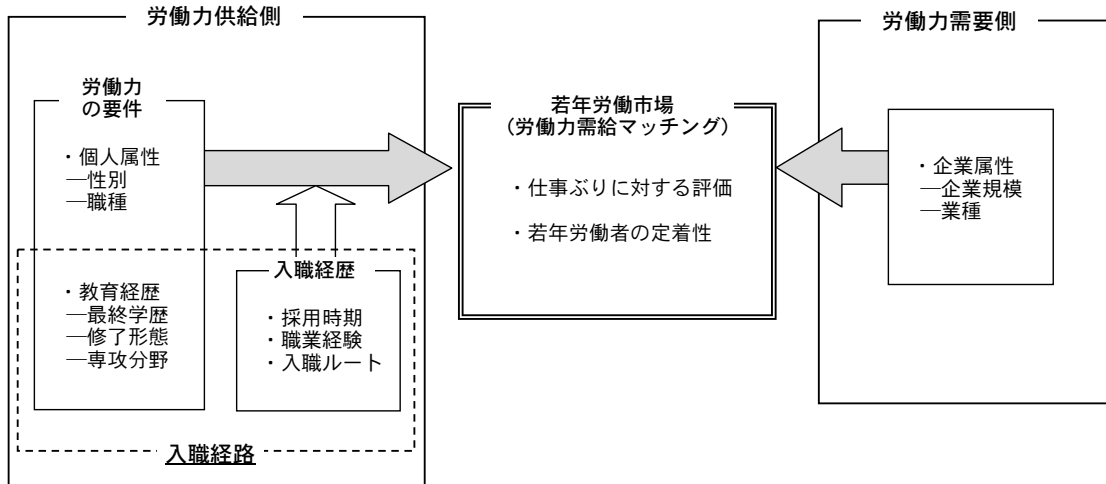 労働力供給側
労働力
の要件
・個人属性
―性別
―職種
・教育経歴
―最終学歴
―修了形態
―専攻分野
入職経歴
・採用時期
・職業経験
・入職ルート
入職経路
若年労働市場
（労働力需給マッチング）
・仕事ぶりに対する評価
・若年労働者の定着性
労働力需要側
・企業属性
―企業規模
―業種